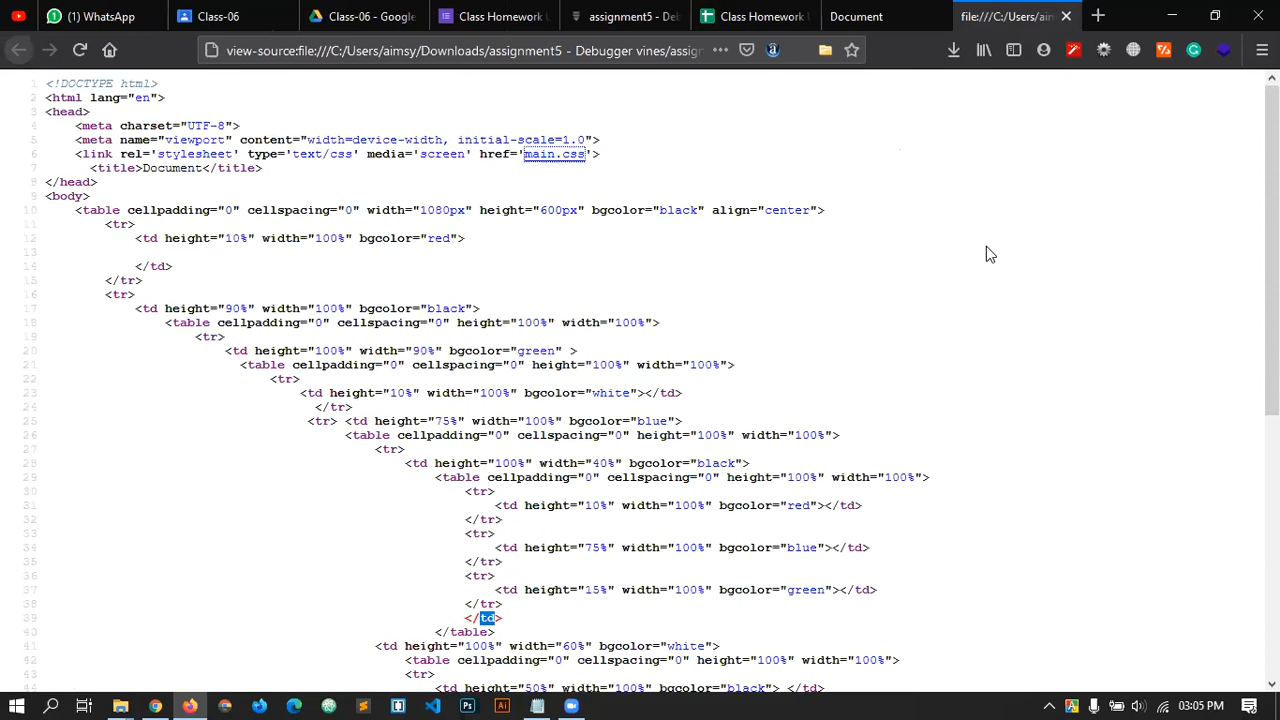 (1) WhatsApp
Class-06
Class - Google
Class Homework
assignment5 - Deb
Class Homework
Document
file:///C:/Users/aim
view-source:file:///C:/Users/aimsy/Downloads/assignment5 - Debugger vines/assig
1 <!DOCTYPE html>
2 <html lang="en">
3 <head>
4 <meta charset="UTF-8">
5 <meta name="viewport" content="width=device-width, initial-scale=1.0">
6 <link rel='stylesheet' type='text/css' media='screen' href='main.css'>
7 <title>Document</title>
8 </head>
9 <body>
10 <table cellpadding="0" cellspacing="0" width="1080px" height="600px" bgcolor="black" align="center">
11 <tr>
12 <td height="10%" width="100%" bgcolor="red">
13
14 </td>
15 </tr>
16 <tr>
17 <td height="90%" width="100%" bgcolor="black">
18 <table cellpadding="0" cellspacing="0" height="100%" width="100%">
19 <tr>
20 <td height="100%" width="90%" bgcolor="green" >
21 <table cellpadding="0" cellspacing="0" height="100%" width="100%">
22 <tr>
23 <td height="10%" width="100%" bgcolor="white"></td>
24 </tr>
25 <tr> <td height="75%" width="100%" bgcolor="blue">
26 <table cellpadding="0" cellspacing="0" height="100%" width="100%">
27 <tr>
28 <td height="100%" width="40%" bgcolor="black">
29 <table cellpadding="0" cellspacing="0" height="100%" width="100%">
30 <tr>
31 <td height="10%" width="100%" bgcolor="red"></td>
32 </tr>
33 <tr>
34 <td height="75%" width="100%" bgcolor="blue"></td>
35 </tr>
36 <tr>
37 <td height="15%" width="100%" bgcolor="green"></td>
38 </tr>
39 </td>
40 </table>
41 <td height="100%" width="60%" bgcolor="white">
42 <table cellpadding="0" cellspacing="0" height="100%" width="100%">
43 <tr>
44 <td height="50%" width="100%" bgcolor="black"> </td>
03:05 PM